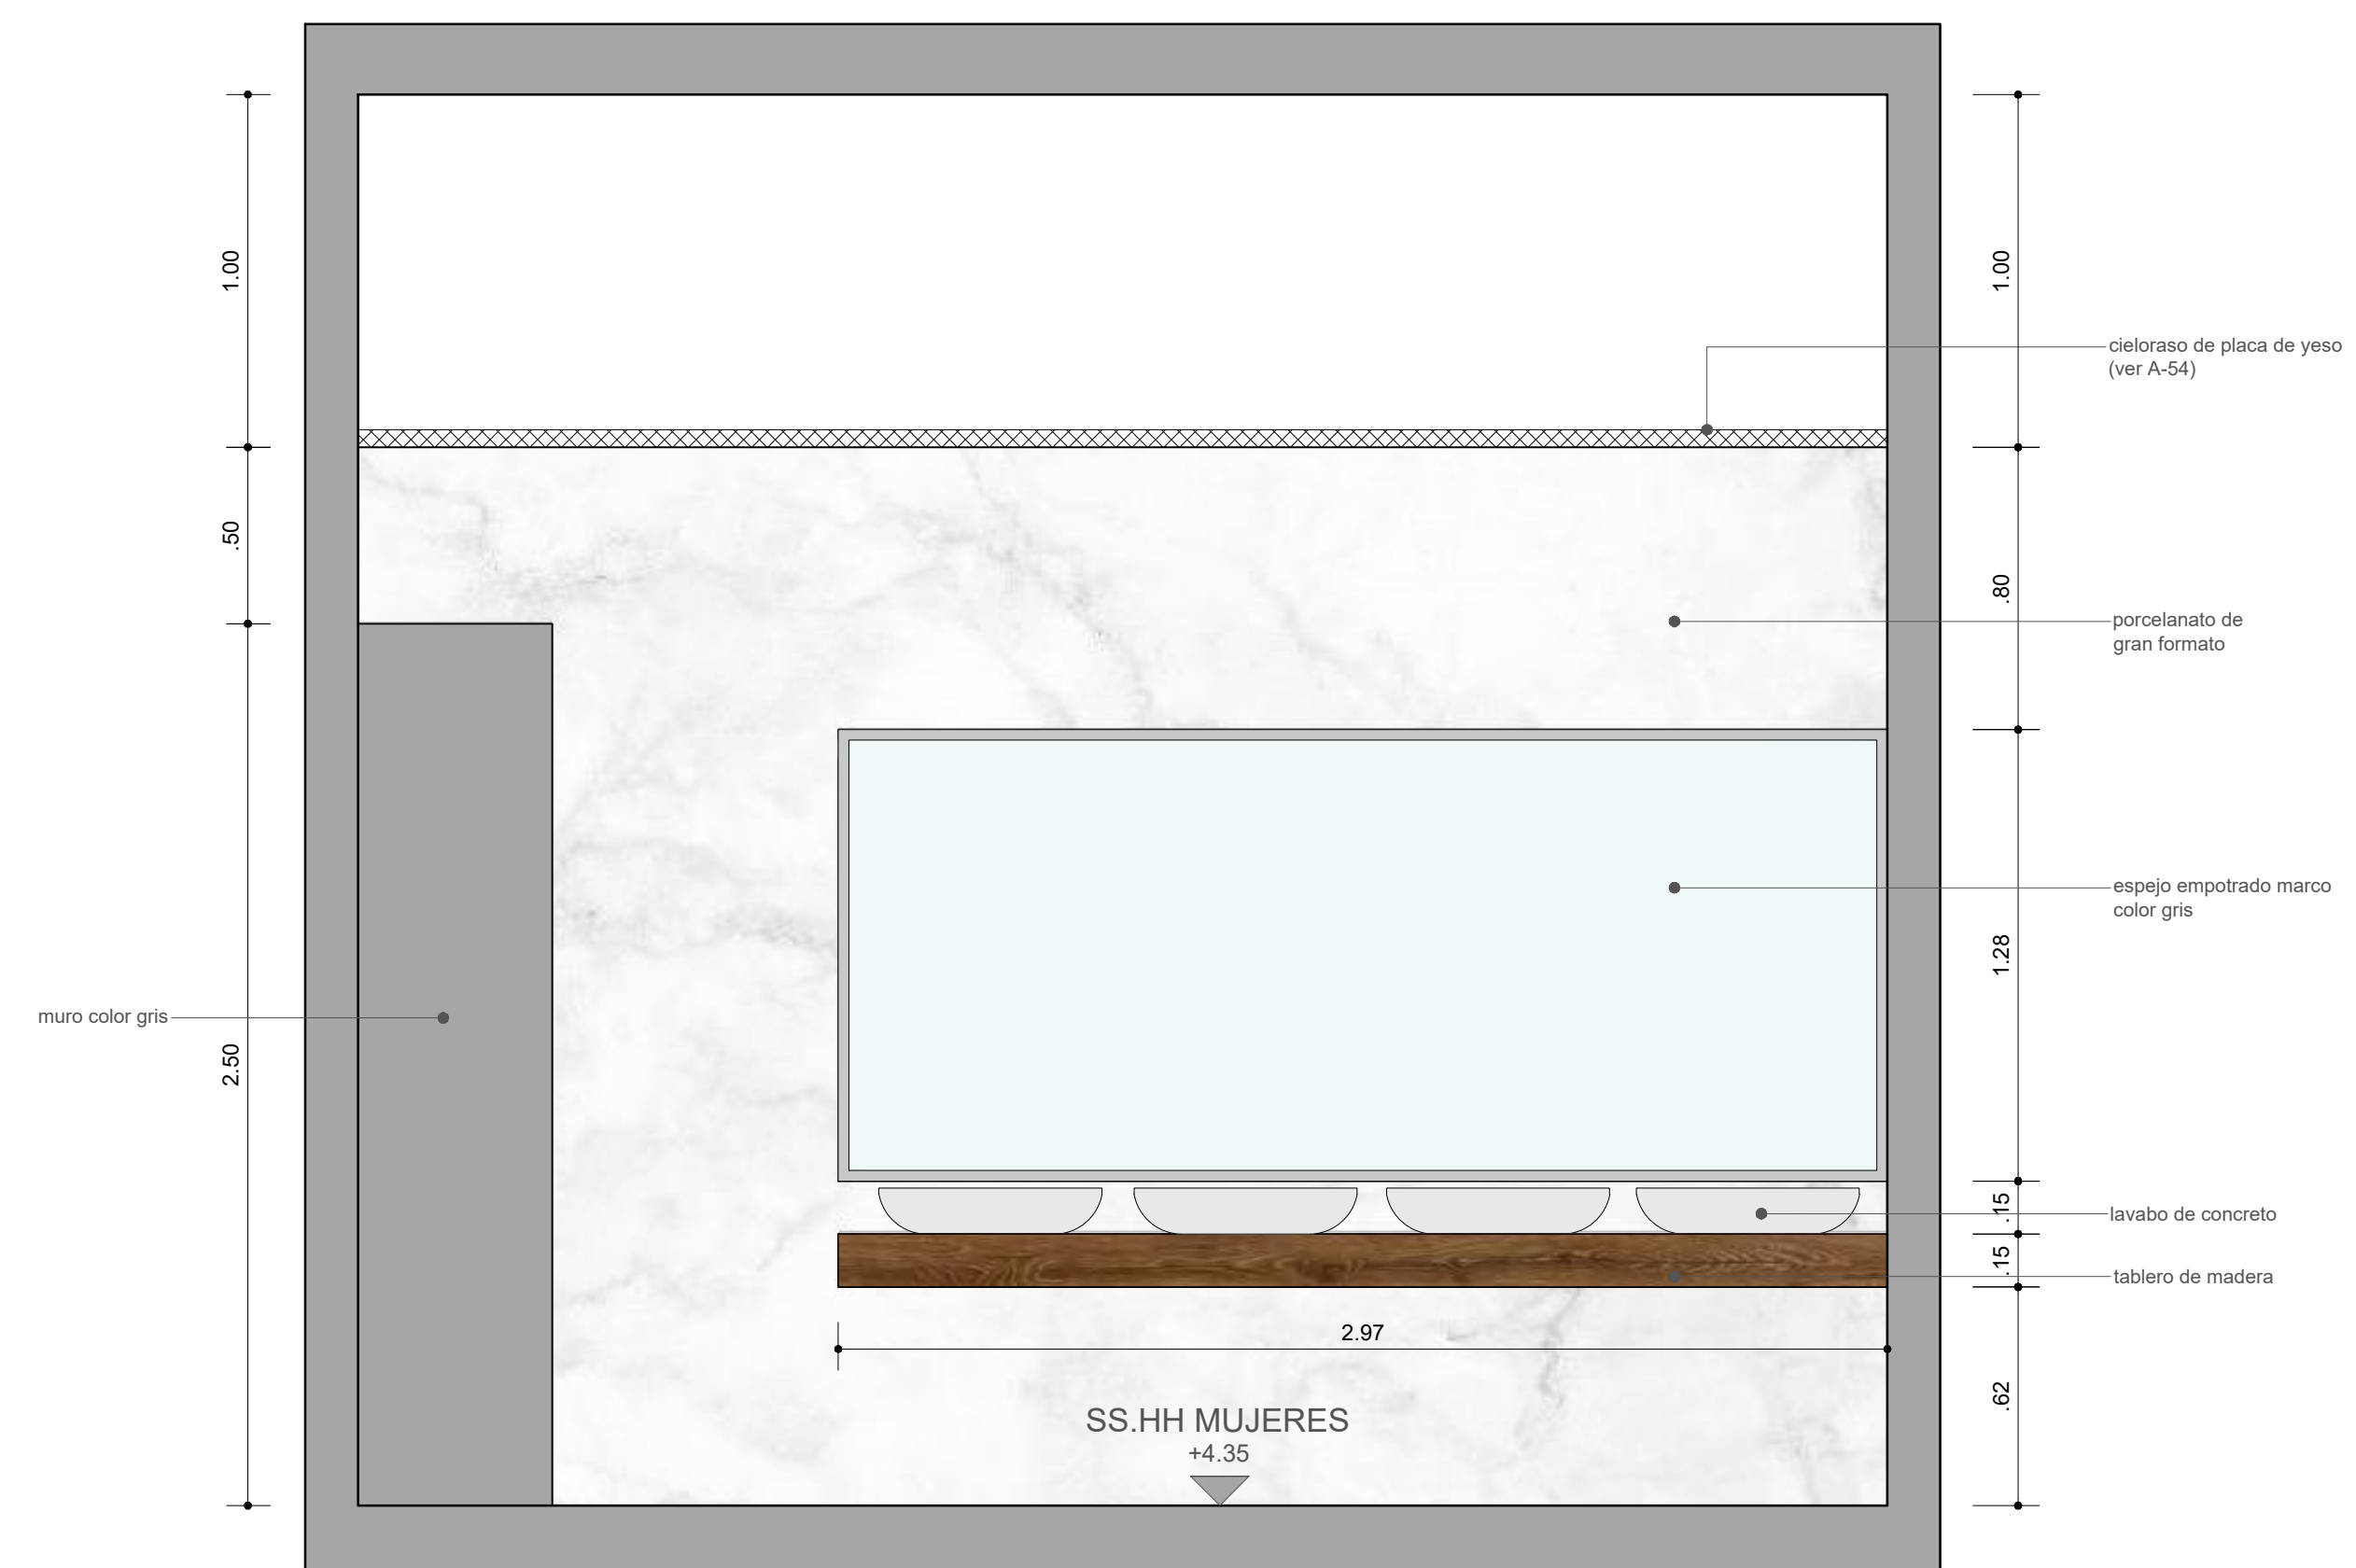 1.00
1.00
cieloraso de placa de yeso
(ver A-54)
.50
.80
porcelanato de
gran formato
espejo empotrado marco
color gris
1.28
muro color gris
2.50
.15
lavabo de concreto
.15
tablero de madera
2.97
.62
SS.HH MUJERES
+4.35